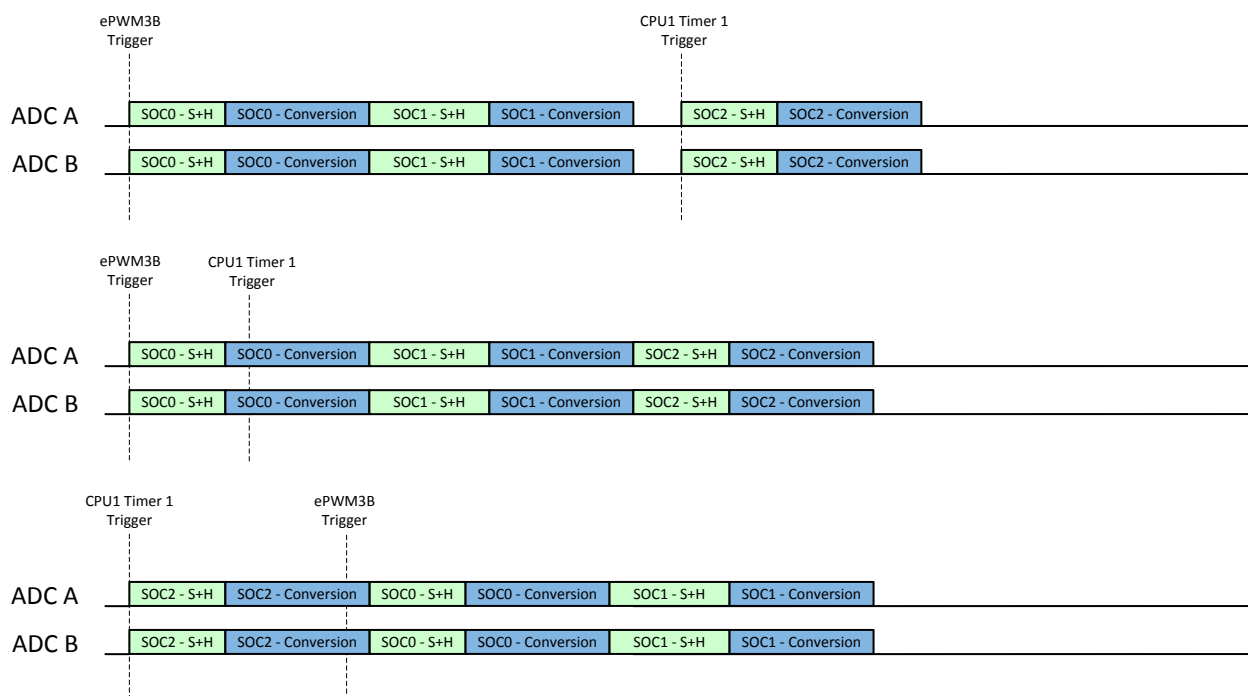 ePWM3B
Trigger
CPU1 Timer 1
Trigger
ADC A
SOC0 - S+H
SOC0 - Conversion
SOC1 - S+H
SOC1 - Conversion
SOC2 - S+H
SOC2 - Conversion
ADC B
SOC0 - S+H
SOC0 - Conversion
SOC1 - S+H
SOC1 - Conversion
SOC2 - S+H
SOC2 - Conversion
ePWM3B
Trigger
CPU1 Timer 1
Trigger
ADC A
SOC0 - S+H
SOC0 - Conversion
SOC1 - S+H
SOC1 - Conversion
SOC2 - S+H
SOC2 - Conversion
ADC B
SOC0 - S+H
SOC0 - Conversion
SOC1 - S+H
SOC1 - Conversion
SOC2 - S+H
SOC2 - Conversion
CPU1 Timer 1
Trigger
ePWM3B
Trigger
ADC A
SOC2 - S+H
SOC2 - Conversion
SOC0 - S+H
SOC0 - Conversion
SOC1 - S+H
SOC1 - Conversion
ADC B
SOC2 - S+H
SOC2 - Conversion
SOC0 - S+H
SOC0 - Conversion
SOC1 - S+H
SOC1 - Conversion